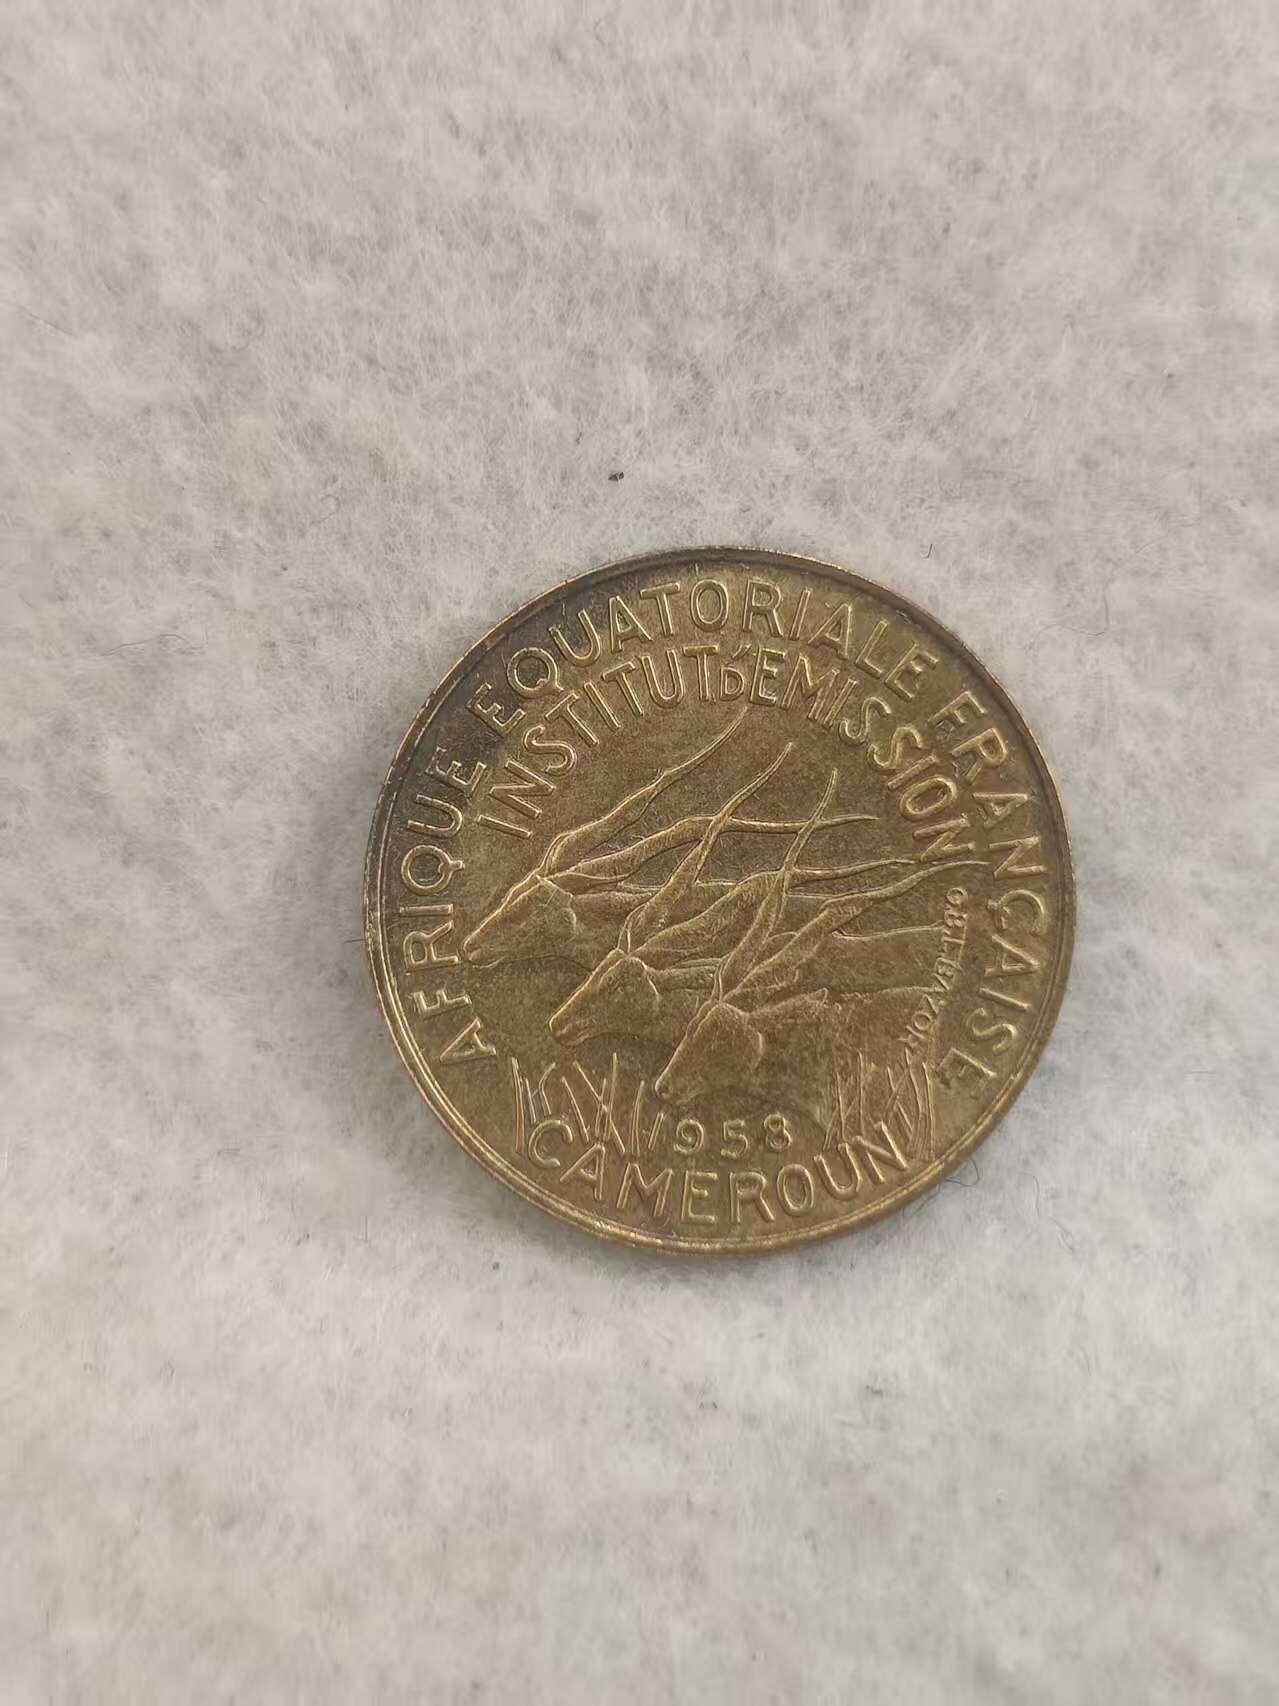 AFRIQUE EQUATORIALE FRANÇAISE
INSTITUT D'EMISSION
G.B.L.BAZOR
1958
CAMEROUN